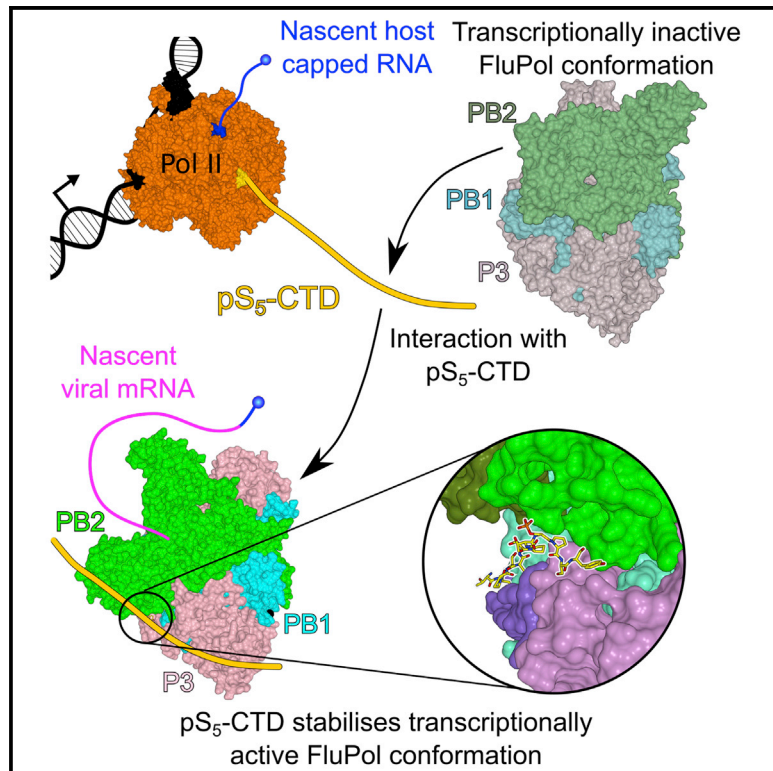 Nascent host
capped RNA
Transcriptionally inactive
FluPol conformation
PB2
Pol II
PB1
P3
pS₅-CTD
Interaction with
pS₅-CTD
Nascent
viral mRNA
PB2
PB1
P3
pS₅-CTD stabilises transcriptionally
active FluPol conformation